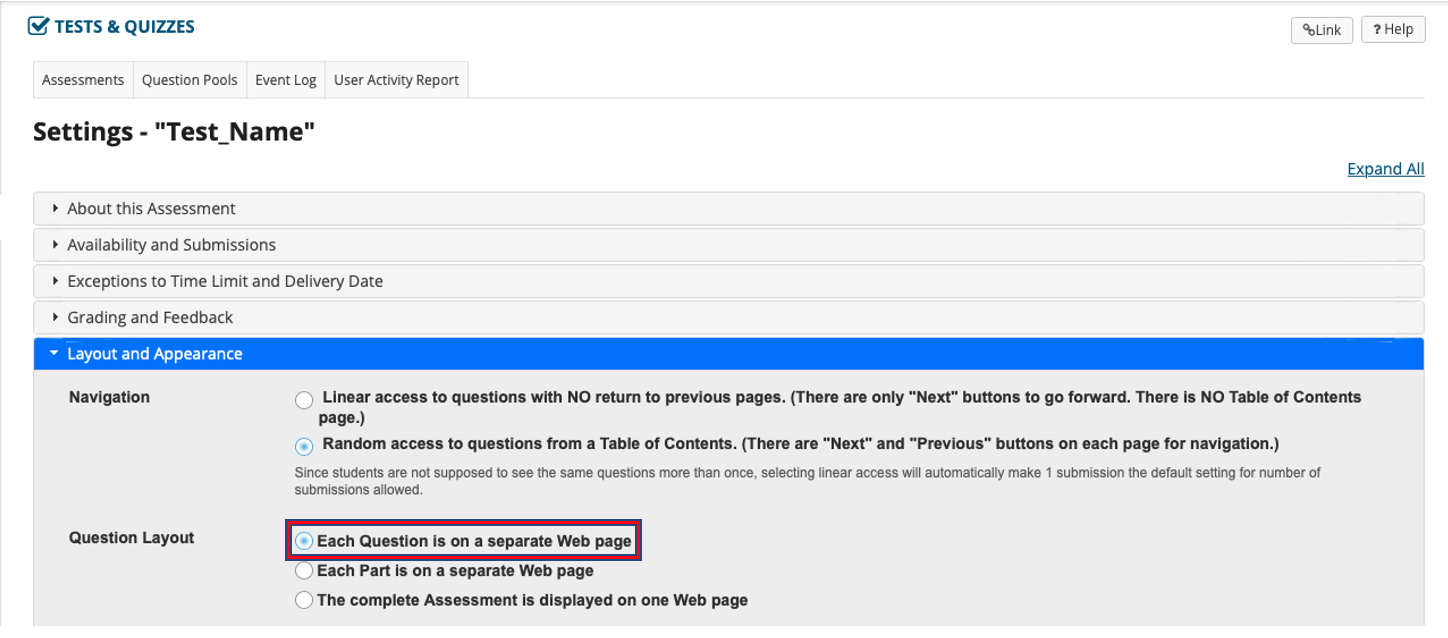 TESTS & QUIZZES
Link
? Help
Assessments
Question Pools
Event Log
User Activity Report
Settings - "Test_Name"
Expand All
About this Assessment
Availability and Submissions
Exceptions to Time Limit and Delivery Date
Grading and Feedback
Layout and Appearance
Navigation
Linear access to questions with NO return to previous pages. (There are only "Next" buttons to go forward. There is NO Table of Contents
page.)
Random access to questions from a Table of Contents. (There are "Next" and "Previous" buttons on each page for navigation.)
Since students are not supposed to see the same questions more than once, selecting linear access will automatically make 1 submission the default setting for number of
submissions allowed.
Question Layout
Each Question is on a separate Web page
Each Part is on a separate Web page
The complete Assessment is displayed on one Web page